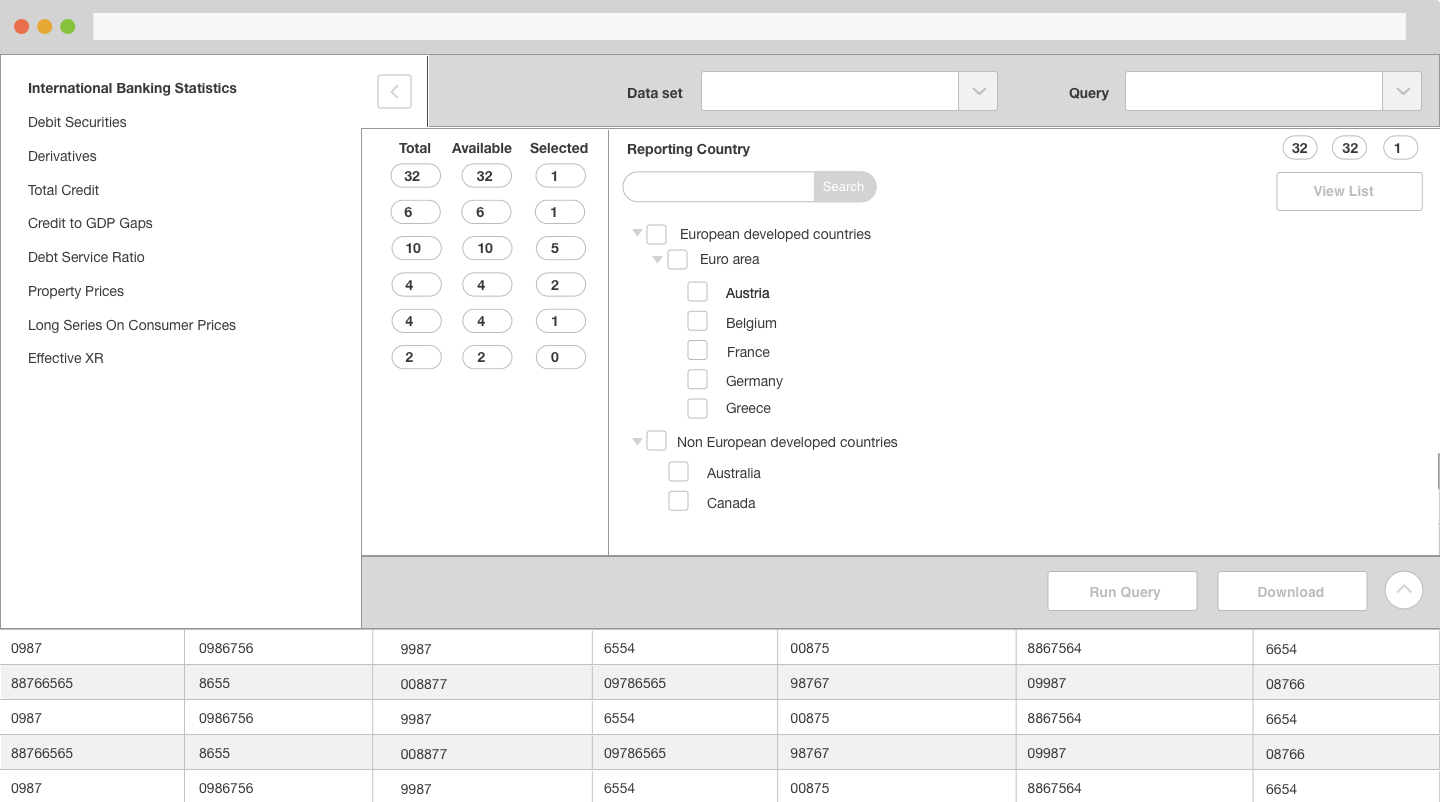 International Banking Statistics
Debit Securities
Derivatives
Total Credit
Credit to GDP Gaps
Debt Service Ratio
Property Prices
Long Series On Consumer Prices
Effective XR
Data set
Query
Total Available Selected
32 32 1
6 6 1
10 10 5
4 4 2
4 4 1
2 2 0
Reporting Country
32 32 1
Search
View List
European developed countries
Euro area
Austria
Belgium
France
Germany
Greece
Non European developed countries
Australia
Canada
Run Query
Download
0987 0986756 9987 6554 00875 8867564 6654
88766565 8655 008877 09786565 98767 09987 08766
0987 0986756 9987 6554 00875 8867564 6654
88766565 8655 008877 09786565 98767 09987 08766
0987 0986756 9987 6554 00875 8867564 6654